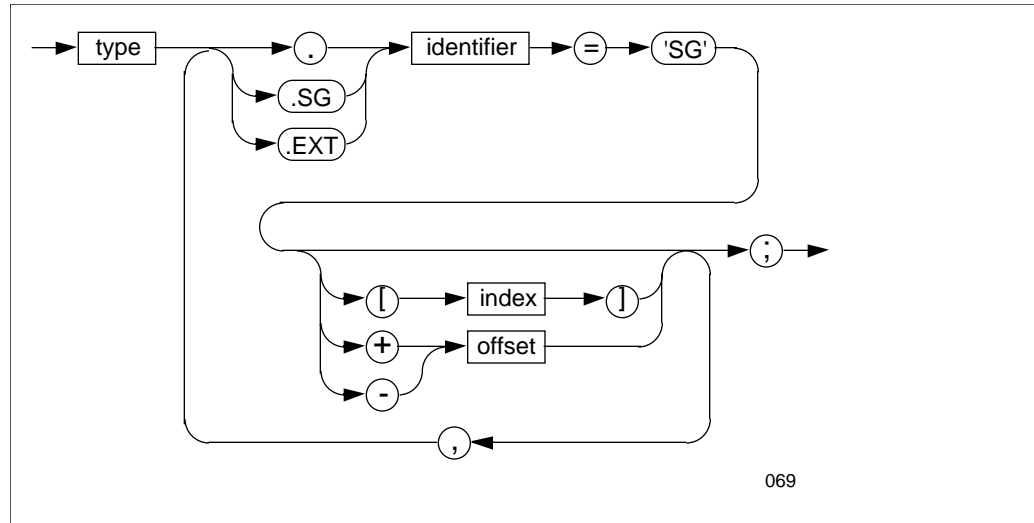 type . identifier = 'SG'
.SG
.EXT
;
[ index ]
+ offset
-
,
069